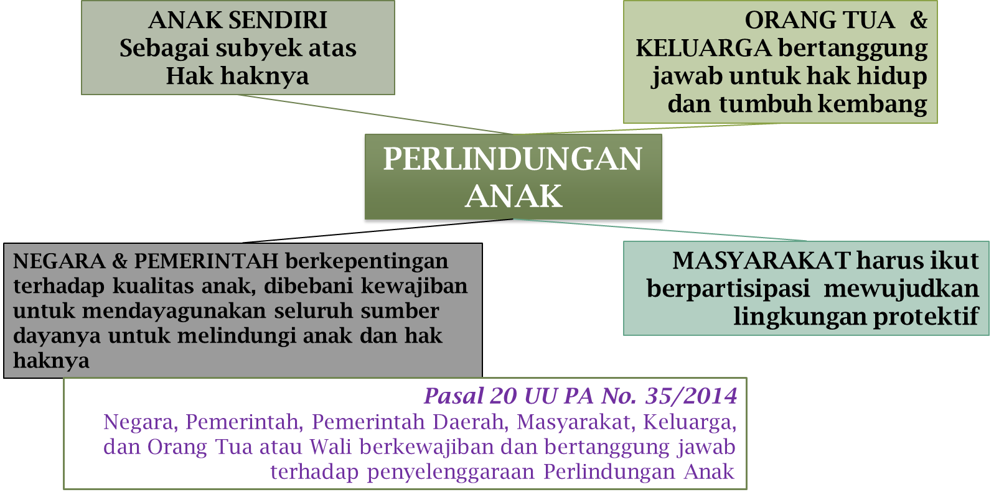 ANAK SENDIRI
Sebagai subyek atas
Hak haknya
ORANG TUA &
KELUARGA bertanggung
jawab untuk hak hidup
dan tumbuh kembang
PERLINDUNGAN
ANAK
NEGARA & PEMERINTAH berkepentingan
terhadap kualitas anak, dibebani kewajiban
untuk mendayagunakan seluruh sumber
dayanya untuk melindungi anak dan hak
haknya
MASYARAKAT harus ikut
berpartisipasi mewujudkan
lingkungan protektif
Pasal 20 UU PA No. 35/2014
Negara, Pemerintah, Pemerintah Daerah, Masyarakat, Keluarga,
dan Orang Tua atau Wali berkewajiban dan bertanggung jawab
terhadap penyelenggaraan Perlindungan Anak